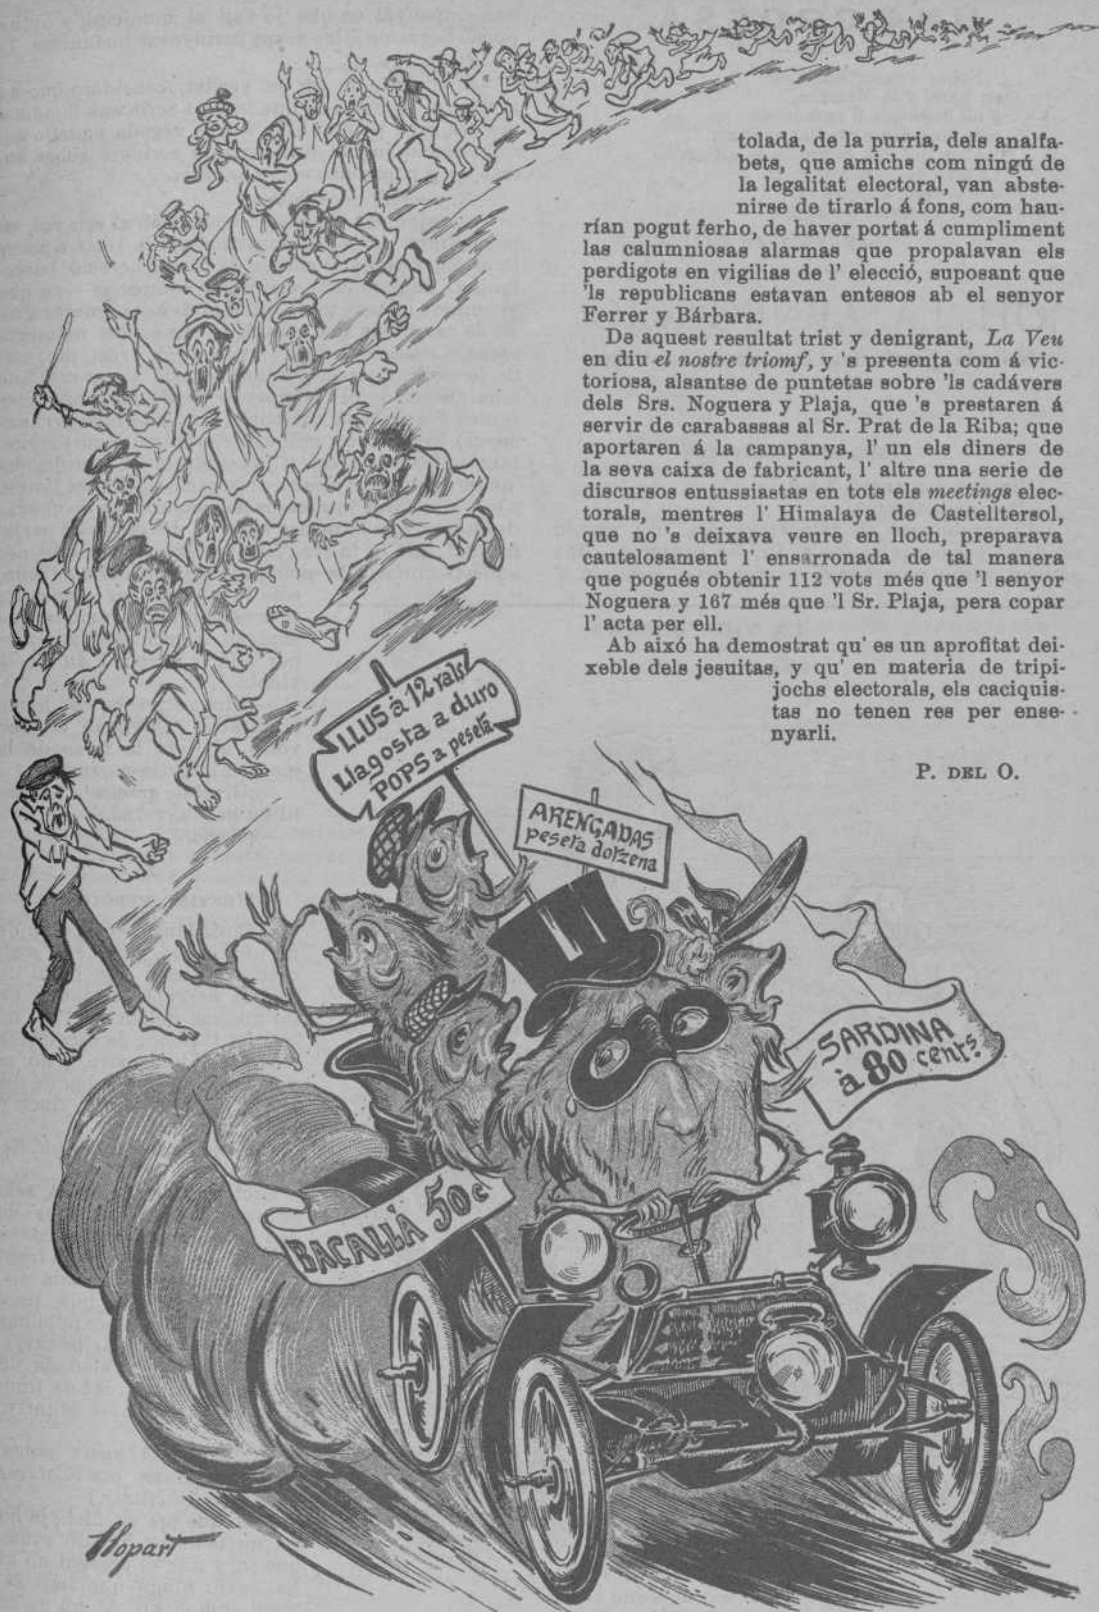 tolada, de la purria, dels analfa-
bets, que amichs com ningú de
la legalitat electoral, van abste-
nirse de tirarlo á fons, com hau-
rían pogut ferho, de haver portat á cumpliment
las calumniosas alarmas que propalavan els
perdigots en vigilias de l' elecció, suposant que
'ls republicans estavan entesos ab el senyor
Ferrer y Bárbara.
De aquest resultat trist y denigrant, La Veu
en diu el nostre triomf, y 's presenta com á vic-
toriosa, alsantse de puntetas sobre 'ls cadávers
dels Srs. Noguera y Plaja, que 's prestaren á
servir de carabassas al Sr. Prat de la Riba; que
aportaren á la campanya, l' un els diners de
la seva caixa de fabricant, l' altre una serie de
discursos entussiastas en tots els meetings elec-
torals, mentres l' Himalaya de Castelltersol,
que no 's deixava veure en lloch, preparava
cautelosament l' ensarronada de tal manera
que pogués obtenir 112 vots més que 'l senyor
Noguera y 167 més que 'l Sr. Plaja, pera copar
l' acta per ell.
Ab aixó ha demostrat qu' es un aprofitat dei-
xeble dels jesuitas, y qu' en materia de tripi-
jochs electorals, els caciquis-
tas no tenen res per ense-
nyarli.
P. DEL O.
LLUS à 12 rals
Llagosta a duro
POPS a peseta
ARENGADAS
peseta dotzena
SARDINA
à 80 cents.
BACALLÀ 50 c
Llopart